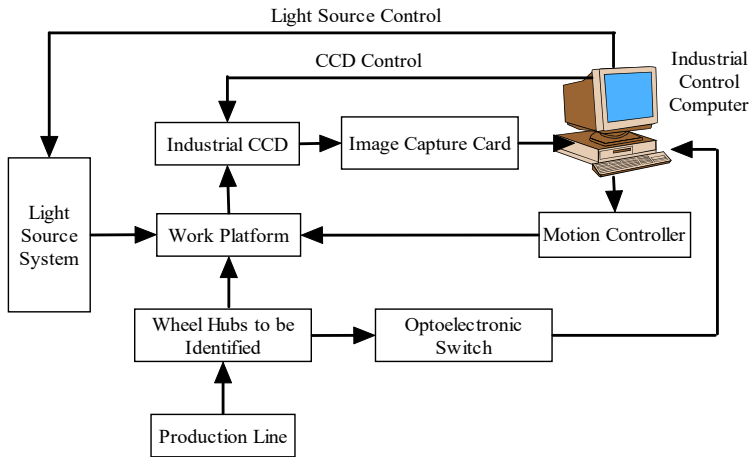 Light Source Control
CCD Control
Industrial
Control
Computer
Industrial CCD
Image Capture Card
Light
Source
System
Work Platform
Motion Controller
Wheel Hubs to be
Identified
Optoelectronic
Switch
Production Line